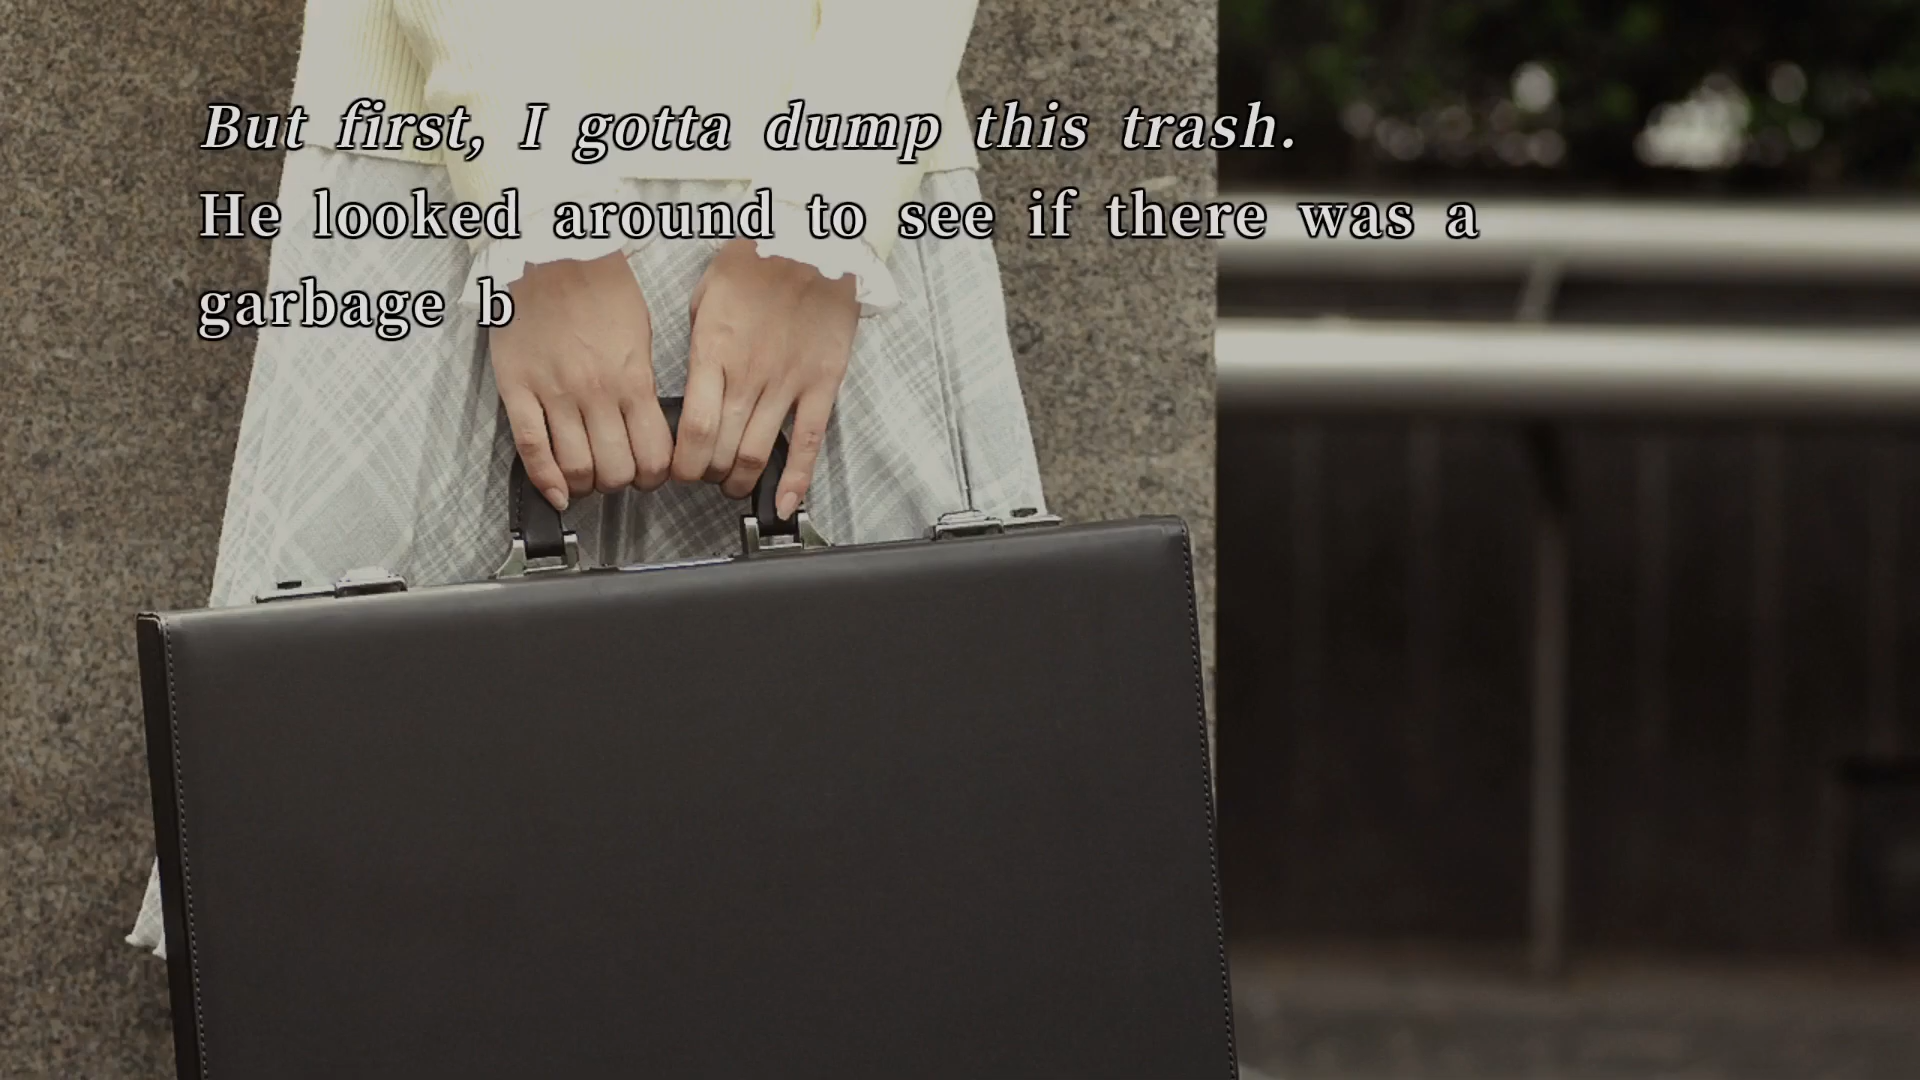 But first, I gotta dump this trash.
He looked around to see if there was a
garbage b